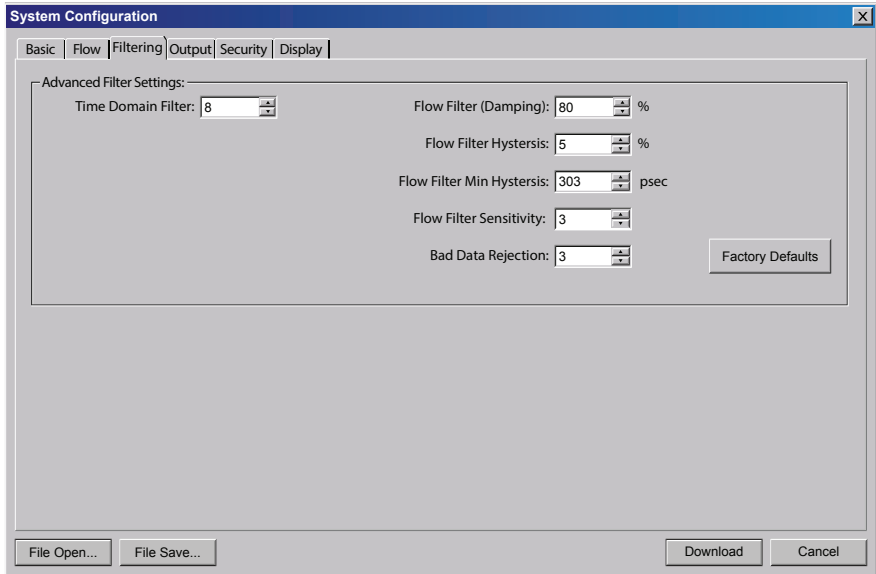 System Configuration
X
Basic Flow Filtering Output Security Display
Advanced Filter Settings:
Time Domain Filter: 8
Flow Filter (Damping): 80 %
Flow Filter Hystersis: 5 %
Flow Filter Min Hystersis: 303 psec
Flow Filter Sensitivity: 3
Bad Data Rejection: 3
Factory Defaults
File Open... File Save... Download Cancel